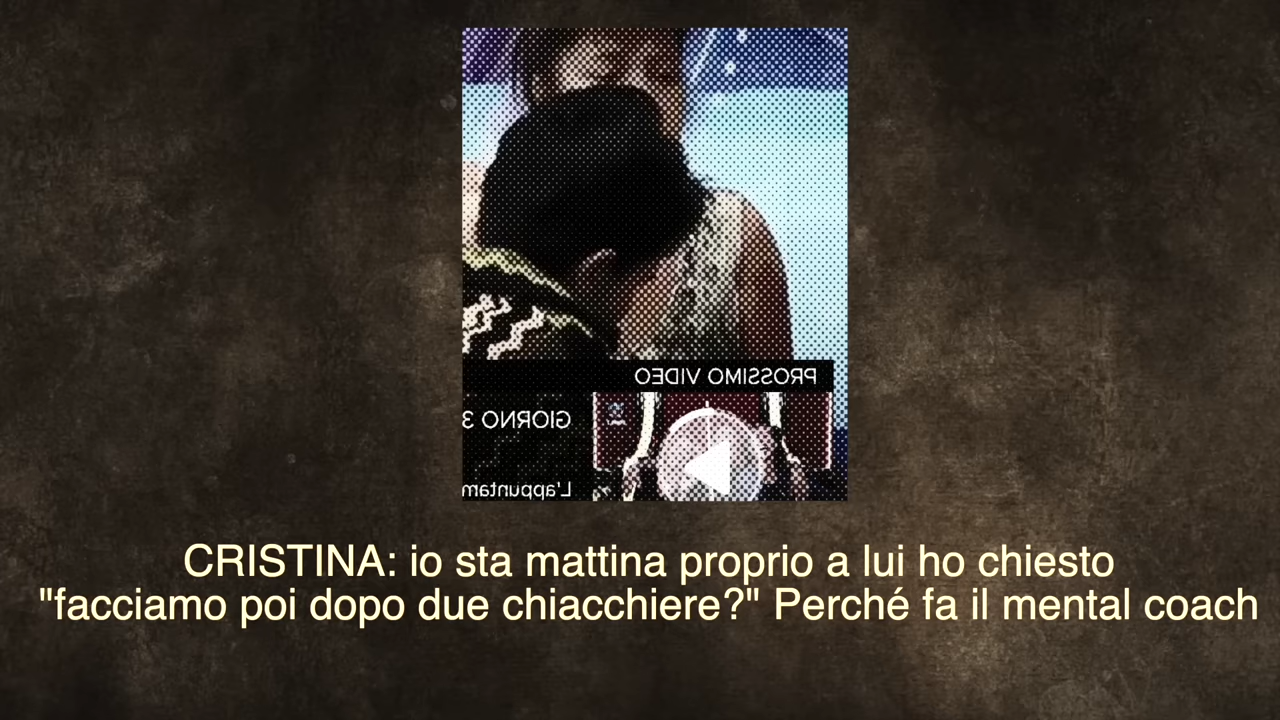 PROSSIMO VIDEO
GIORNO 3
L'appuntam
CRISTINA: io sta mattina proprio a lui ho chiesto
"facciamo poi dopo due chiacchiere?" Perché fa il mental coach